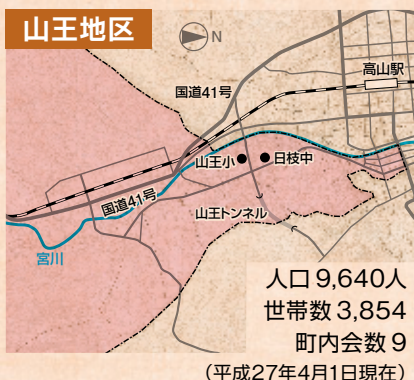 山王地区
N
高山駅
国道41号
山王小
日枝中
国道41号
山王トンネル
宮川
人口9,640人
世帯数3,854
町内会数9
（平成27年4月1日現在）